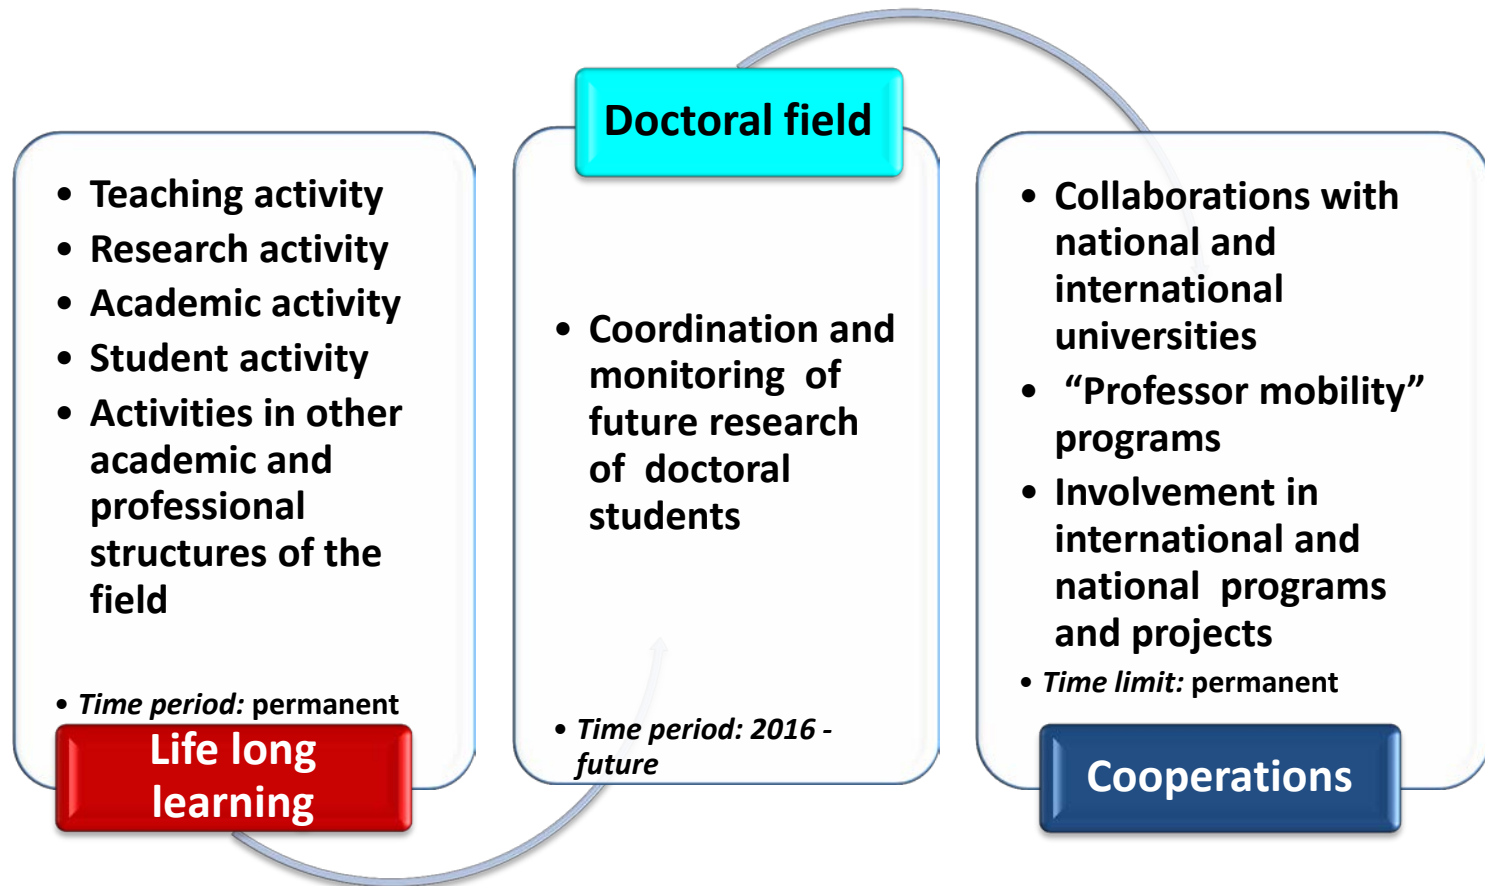 • Teaching activity
• Research activity
• Academic activity
• Student activity
• Activities in other
academic and
professional
structures of the
field
• Time period: permanent
Life long
learning
Doctoral field
• Coordination and
monitoring of
future research
of doctoral
students
• Time period: 2016 -
future
• Collaborations with
national and
international
universities
• “Professor mobility”
programs
• Involvement in
international and
national programs
and projects
• Time limit: permanent
Cooperations